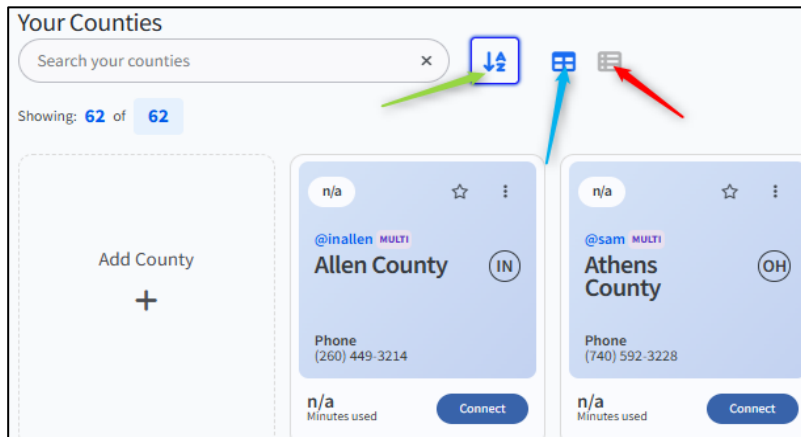 Your Counties
Search your counties
Showing: 62 of 62
Add County
n/a
@inallen MULTI
Allen County
IN
Phone
(260) 449-3214
n/a
Minutes used
Connect
n/a
@sam MULTI
Athens
County
OH
Phone
(740) 592-3228
n/a
Minutes used
Connect